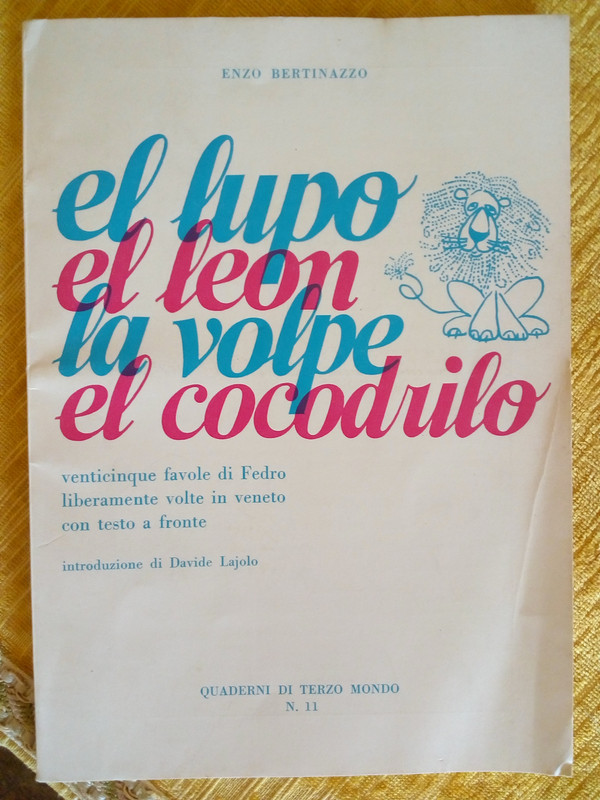 ENZO BERTINAZZO
el lupo
el leon
la volpe
el cocodrilo
venticinque favole di Fedro
liberamente volte in veneto
con testo a fronte
introduzione di Davide Lajolo
QUADERNI DI TERZO MONDO
N. 11